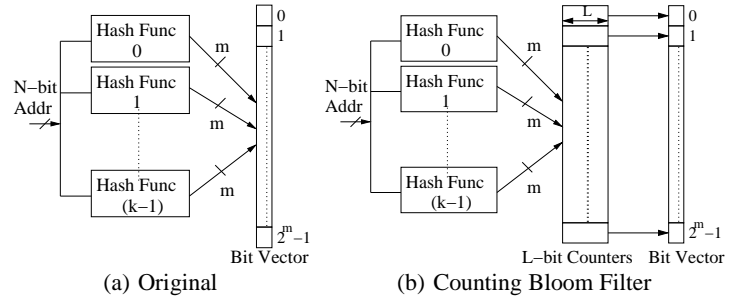 Hash Func
0
Hash Func
1
Hash Func
(k−1)
N−bit
Addr
m
m
m
0
1
2^m−1
Bit Vector
(a) Original
Hash Func
0
Hash Func
1
Hash Func
(k−1)
N−bit
Addr
m
m
m
L
L-bit Counters
0
1
2^m−1
Bit Vector
(b) Counting Bloom Filter